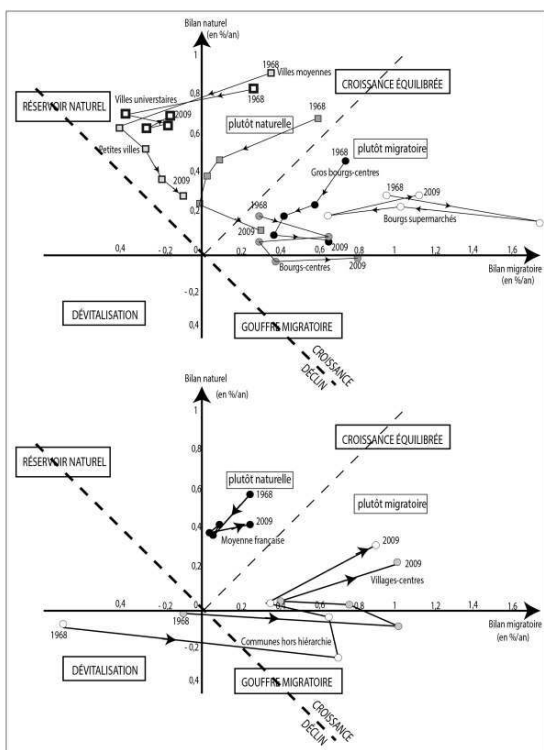 Bilan naturel
(en %/an)
1
1968
Villes moyennes
CROISSANCE ÉQUILIBRÉE
0,8
1968
Villes universtaires
RÉSERVOIR NATUREL
2009
plutôt naturelle
1968
0,6
plutôt migratoire
Petites villes
1968
0,4
Gros bourgs-centres
2009
1968
2009
0,2
Bourgs supermarchés
2009
2009
0,4
-0,2
0
0,2
0,4
0,6
Bourgs-centres
2009
1
1,2
1,4
1,6
Bilan migratoire
(en %/an)
- 0,2
DÉVITALISATION
GOUFFRE MIGRATOIRE
0,4
CROISSANCE
DÉCLIN
Bilan naturel
(en %/an)
1
CROISSANCE ÉQUILIBRÉE
0,8
RÉSERVOIR NATUREL
plutôt naturelle
1968
0,6
plutôt migratoire
2009
0,4
Moyenne française
2009
2009
0,2
Villages-centres
0,4
-0,2
0
0,2
0,4
0,6
0,8
1
1,2
1,4
1,6
1968
Bilan migratoire
(en %/an)
1968
Communes hors hiérarchie
- 0,2
DÉVITALISATION
GOUFFRE MIGRATOIRE
0,4
CROISSANCE
DÉCLIN